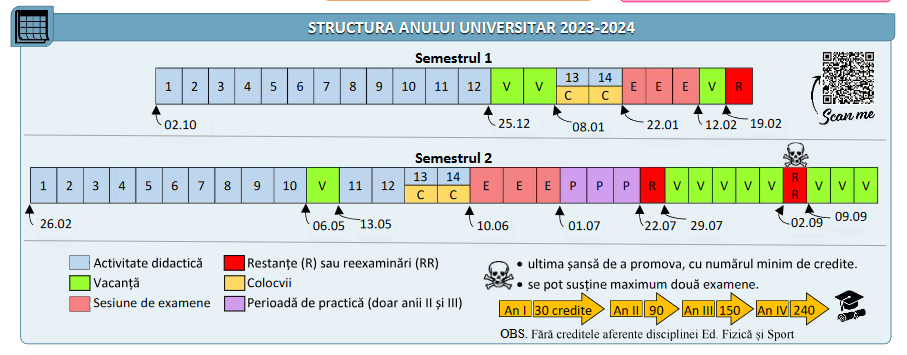 STRUCTURA ANULUI UNIVERSITAR 2023-2024
Semestrul 1
1 2 3 4 5 6 7 8 9 10 11 12 V V 13 14 E E E V R
C C
02.10 25.12 08.01 22.01 12.02 19.02
Scan me
Semestrul 2
1 2 3 4 5 6 7 8 9 10 V 11 12 13 14 E E E P P P R V V V V V R V V V
C C R
26.02 06.05 13.05 10.06 01.07 22.07 29.07 02.09 09.09
Activitate didactică
Restanțe (R) sau reexaminări (RR)
Vacanță
Colocvii
Sesiune de examene
Perioadă de practică (doar anii II și III)
• ultima șansă de a promova, cu numărul minim de credite.
• se pot susține maximum două examene.
An I 30 credite An II 90 An III 150 An IV 240
OBS. Fără creditele aferente disciplinei Ed. Fizică și Sport